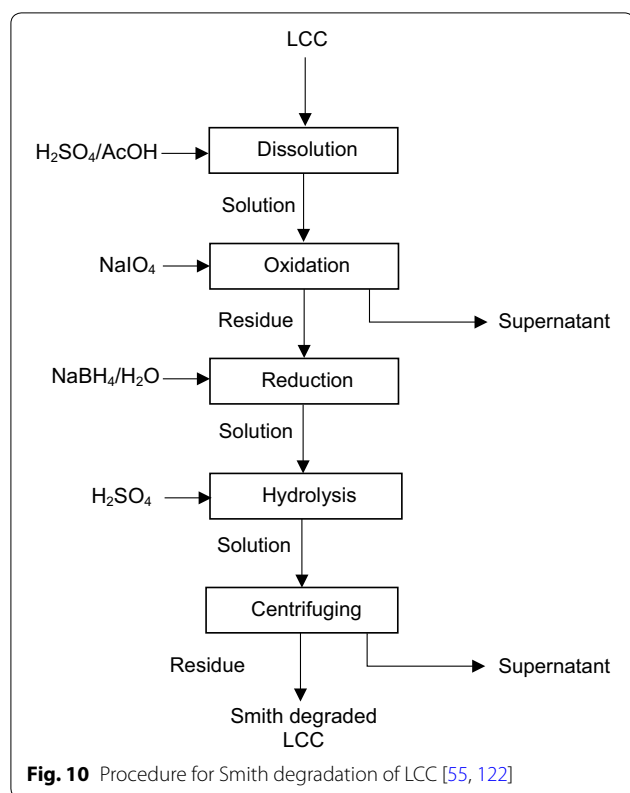 LCC
H₂SO₄/AcOH
Dissolution
Solution
NaIO₄
Oxidation
Residue
Supernatant
NaBH₄/H₂O
Reduction
Solution
H₂SO₄
Hydrolysis
Solution
Centrifuging
Residue
Supernatant
Smith degraded
LCC
Fig. 10 Procedure for Smith degradation of LCC [55, 122]